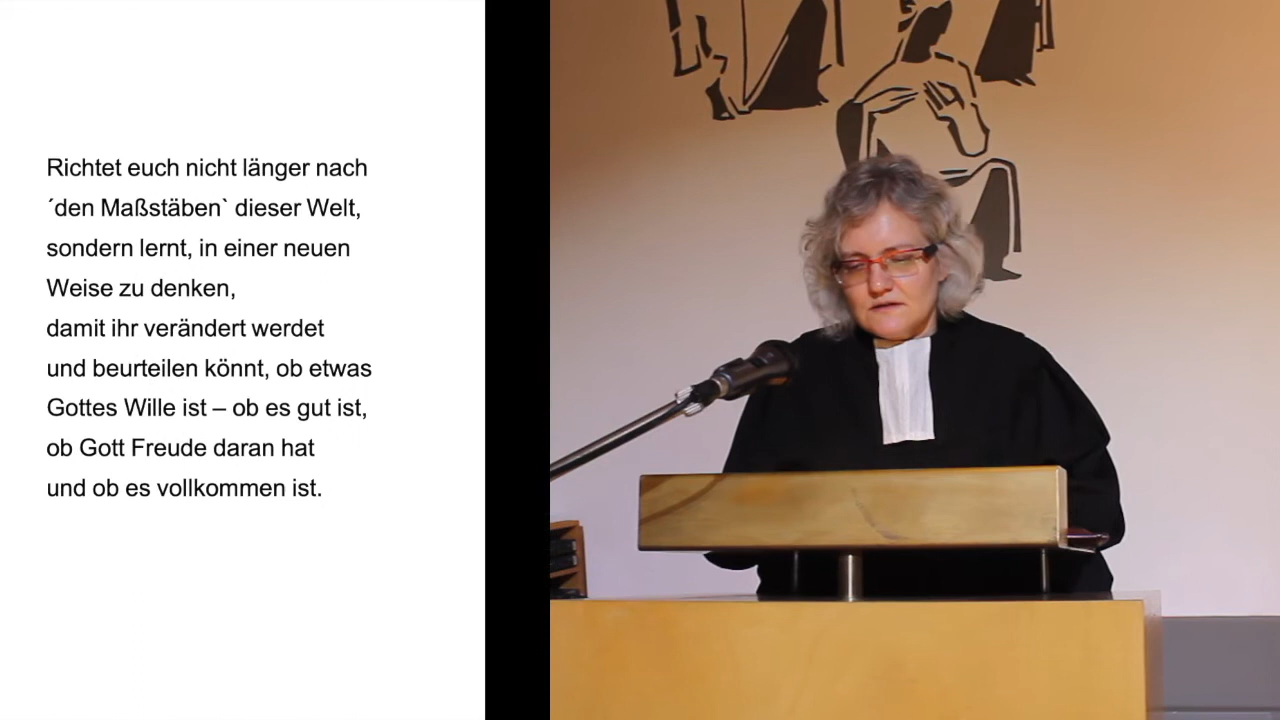 Richtet euch nicht länger nach
´den Maßstäben` dieser Welt,
sondern lernt, in einer neuen
Weise zu denken,
damit ihr verändert werdet
und beurteilen könnt, ob etwas
Gottes Wille ist – ob es gut ist,
ob Gott Freude daran hat
und ob es vollkommen ist.